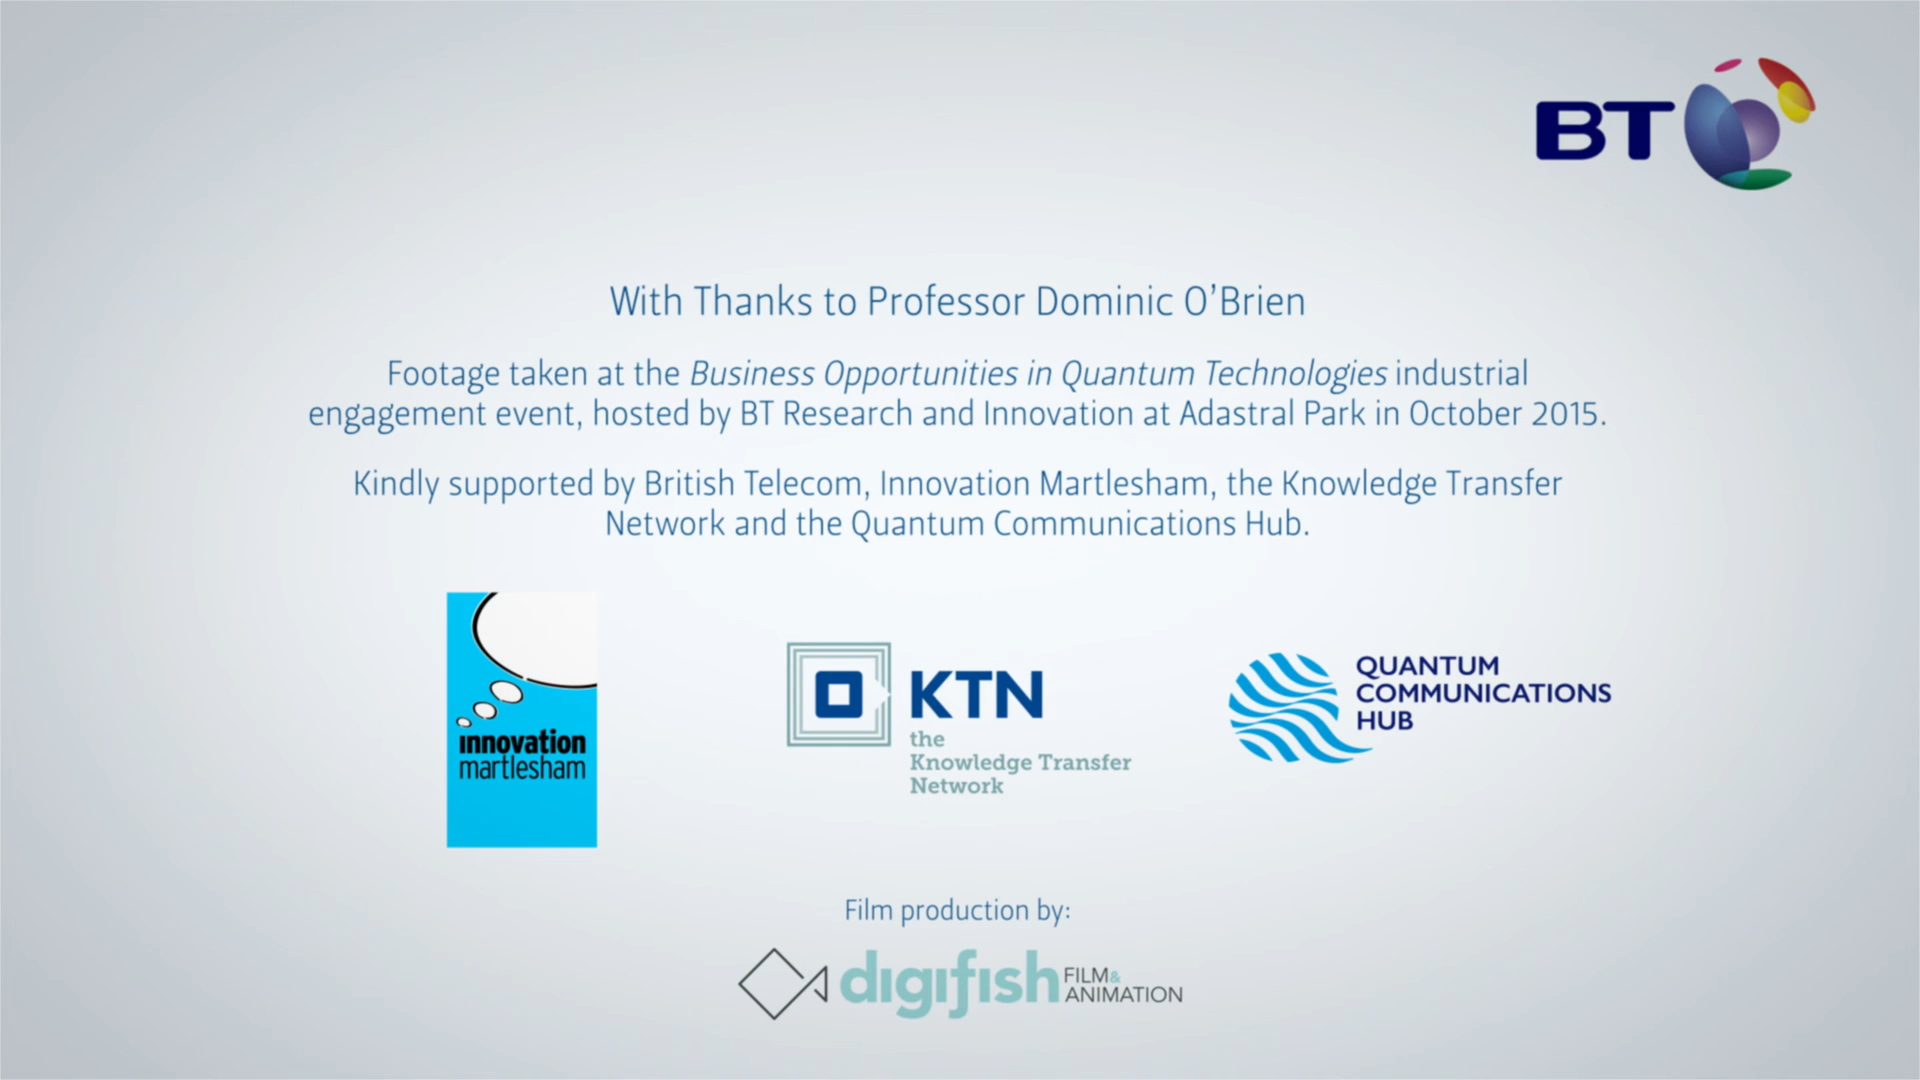 BT
With Thanks to Professor Dominic O’Brien
Footage taken at the Business Opportunities in Quantum Technologies industrial
engagement event, hosted by BT Research and Innovation at Adastral Park in October 2015.
Kindly supported by British Telecom, Innovation Martlesham, the Knowledge Transfer
Network and the Quantum Communications Hub.
innovation
martlesham
KTN
the
Knowledge Transfer
Network
QUANTUM
COMMUNICATIONS
HUB
Film production by:
digifish FILM &
ANIMATION